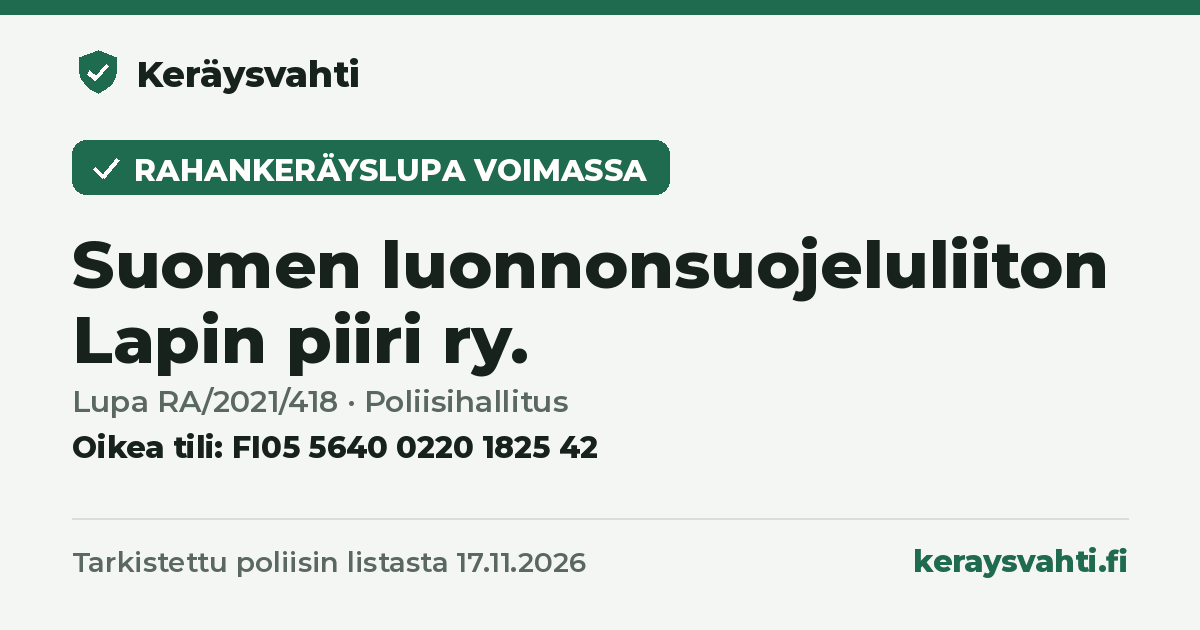 Keräysvahti
RAHANKERÄYSLUPA VOIMASSA
Suomen luonnonsuojeluliiton
Lapin piiri ry.
Lupa RA/2021/418 · Poliisihallitus
Oikea tili: FI05 5640 0220 1825 42
Tarkistettu poliisin listasta 17.11.2026
keraysvahti.fi